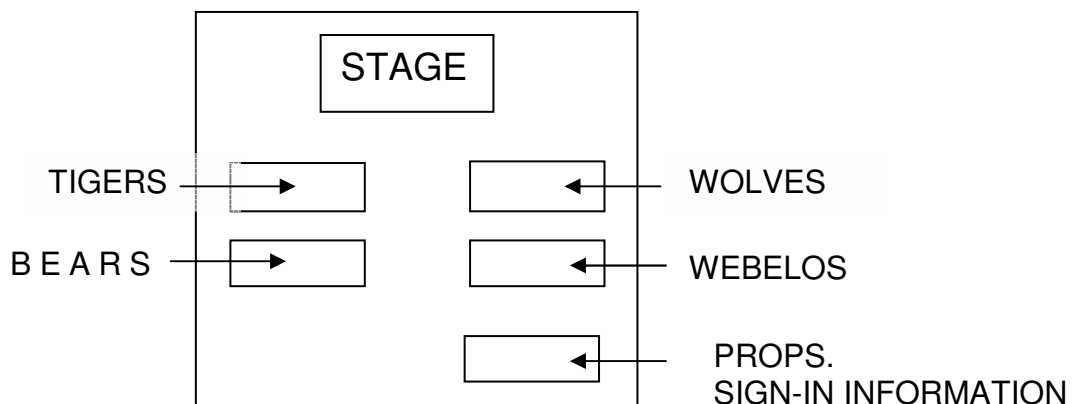 STAGE
TIGERS
WOLVES
B E A R S
WEBELOS
PROPS.
SIGN-IN INFORMATION